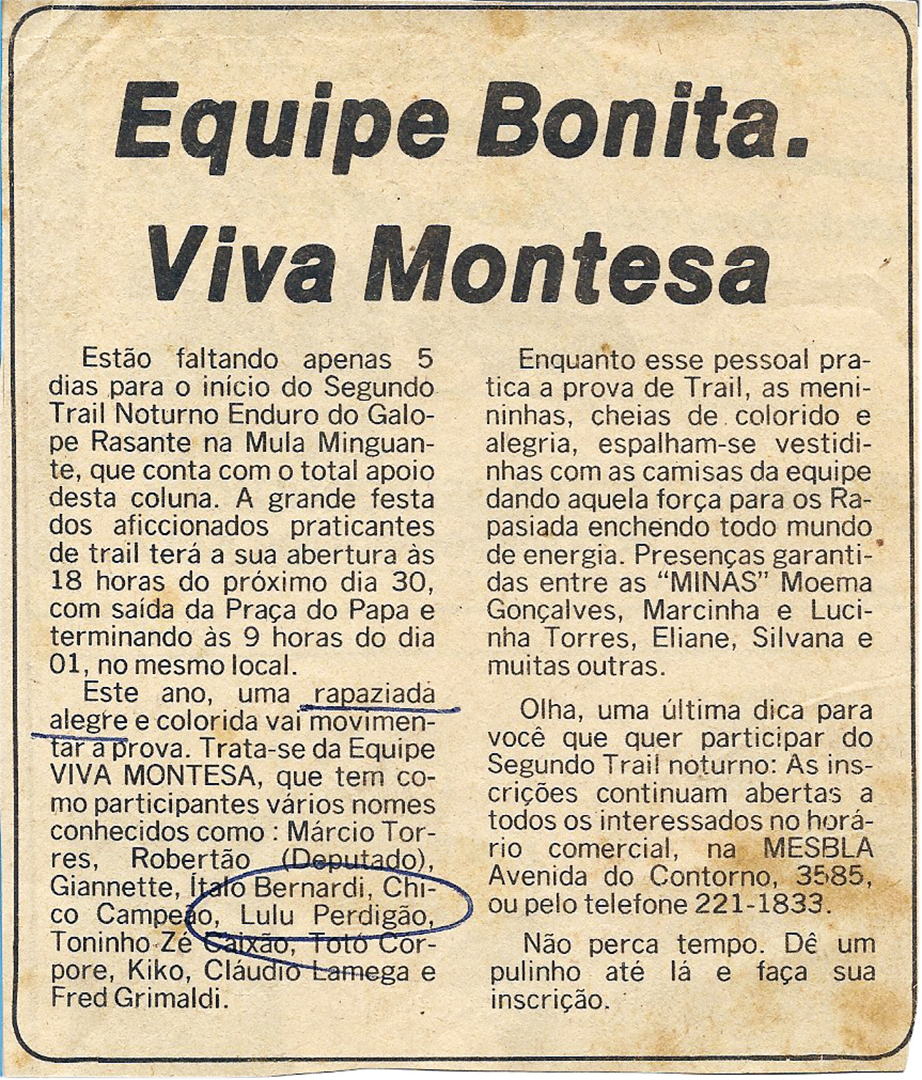 Equipe Bonita.
Viva Montesa
Estão faltando apenas 5
dias para o início do Segundo
Trail Noturno Enduro do Galo-
pe Rasante na Mula Minguan-
te, que conta com o total apoio
desta coluna. A grande festa
dos aficcionados praticantes
de trail terá a sua abertura às
18 horas do próximo dia 30,
com saída da Praça do Papa e
terminando às 9 horas do dia
01, no mesmo local.
Este ano, uma rapaziada
alegre e colorida vai movimen-
tar a prova. Trata-se da Equipe
VIVA MONTESA, que tem co-
mo participantes vários nomes
conhecidos como : Márcio Tor-
res, Robertão (Deputado),
Giannette, Ítalo Bernardi, Chi-
co Campeão, Lulu Perdigão,
Toninho Zé Caixão, Totó Cor-
pore, Kiko, Cláudio Lamega e
Fred Grimaldi.
Enquanto esse pessoal pra-
tica a prova de Trail, as meni-
ninhas, cheias de colorido e
alegria, espalham-se vestidi-
nhas com as camisas da equipe
dando aquela força para os Ra-
pasiada enchendo todo mundo
de energia. Presenças garanti-
das entre as “MINAS” Moema
Gonçalves, Marcinha e Luci-
nha Torres, Eliane, Silvana e
muitas outras.
Olha, uma última dica para
você que quer participar do
Segundo Trail noturno: As ins-
crições continuam abertas a
todos os interessados no horá-
rio comercial, na MESBLA
Avenida do Contorno, 3585,
ou pelo telefone 221-1833.
Não perca tempo. Dê um
pulinho até lá e faça sua
inscrição.